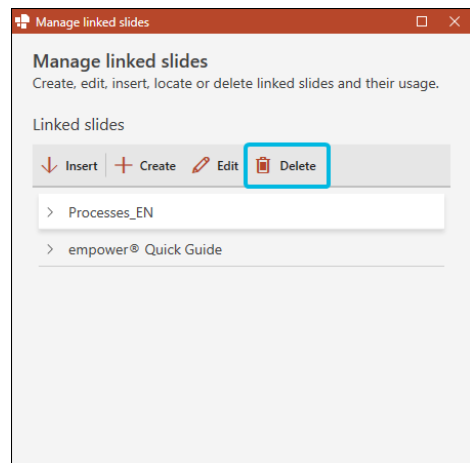 Manage linked slides
Manage linked slides
Create, edit, insert, locate or delete linked slides and their usage.
Linked slides
Insert Create Edit Delete
Processes_EN
empower® Quick Guide